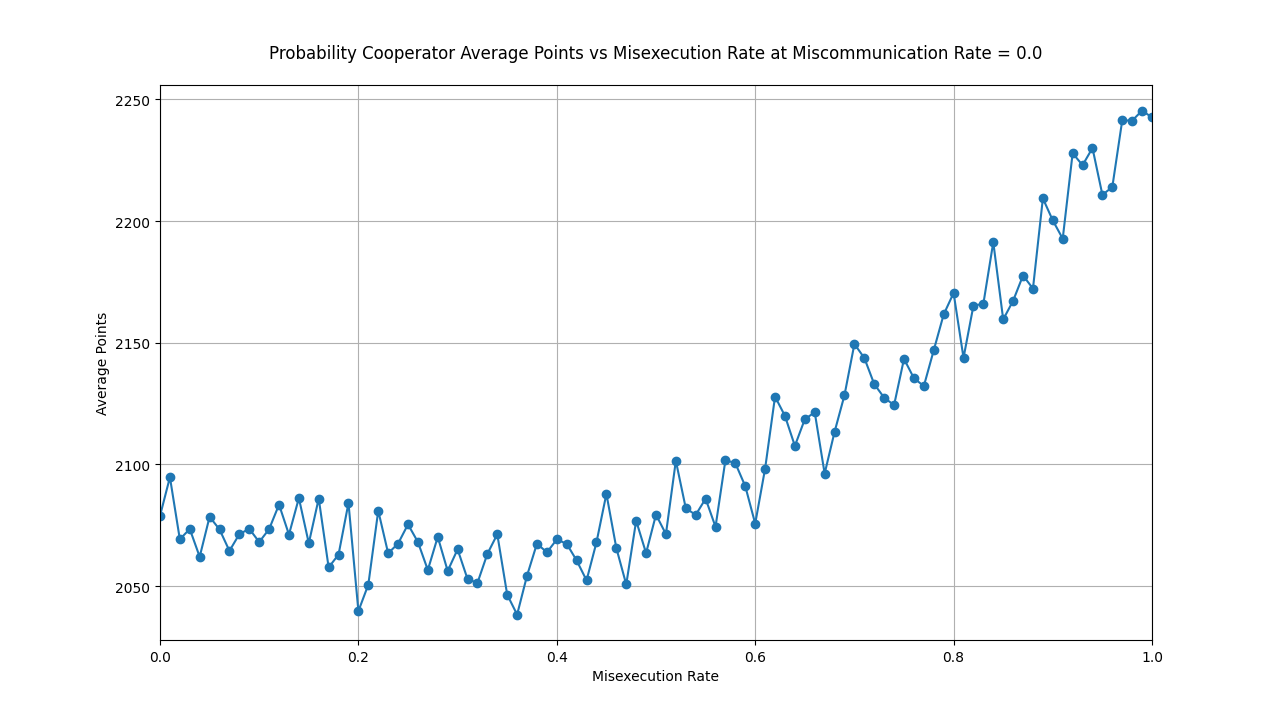 Probability Cooperator Average Points vs Misexecution Rate at Miscommunication Rate = 0.0
2250
2200
2150
2100
2050
Average Points
0.0 0.2 0.4 0.6 0.8 1.0
Misexecution Rate